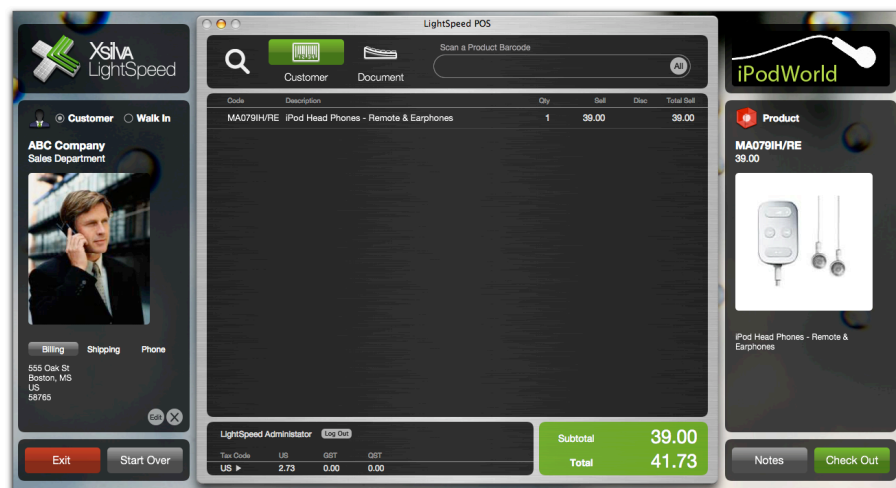 LightSpeed POS
Xsilva
LightSpeed
Customer
Document
Scan a Product Barcode
All
iPodWorld
Customer
Walk In
ABC Company
Sales Department
Billing
Shipping
Phone
555 Oak St
Boston, MS
US
58765
Edit
Exit
Start Over
Code Description Qty Sell Disc Total Sell
MA079IH/RE iPod Head Phones - Remote & Earphones 1 39.00 39.00
LightSpeed Administator Log Out
Tax Code US GST QST
US 2.73 0.00 0.00
Subtotal 39.00
Total 41.73
Product
MA079IH/RE
39.00
iPod Head Phones - Remote &
Earphones
Notes
Check Out